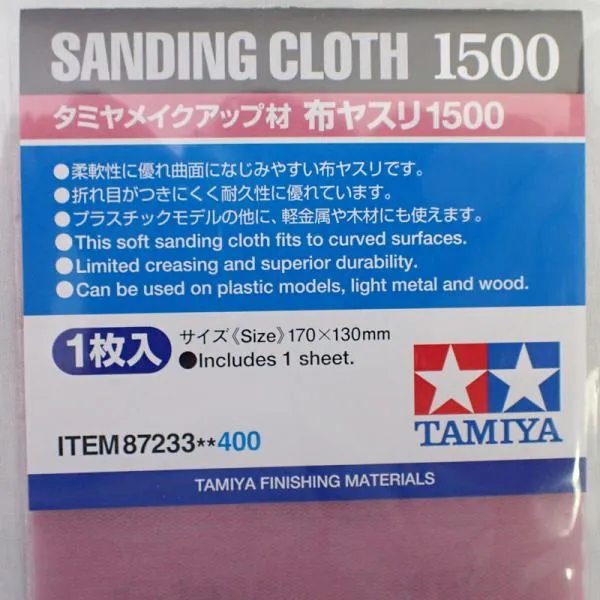 SANDING CLOTH 1500
タミヤメイクアップ材 布ヤスリ1500
●柔軟性に優れ曲面になじみやすい布ヤスリです。
●折れ目がつきにくく耐久性に優れています。
●プラスチックモデルの他に、軽金属や木材にも使えます。
●This soft sanding cloth fits to curved surfaces.
●Limited creasing and superior durability.
●Can be used on plastic models, light metal and wood.
1枚入 サイズ《Size》170×130mm
●Includes 1 sheet.
TAMIYA
ITEM 87233**400
TAMIYA FINISHING MATERIALS